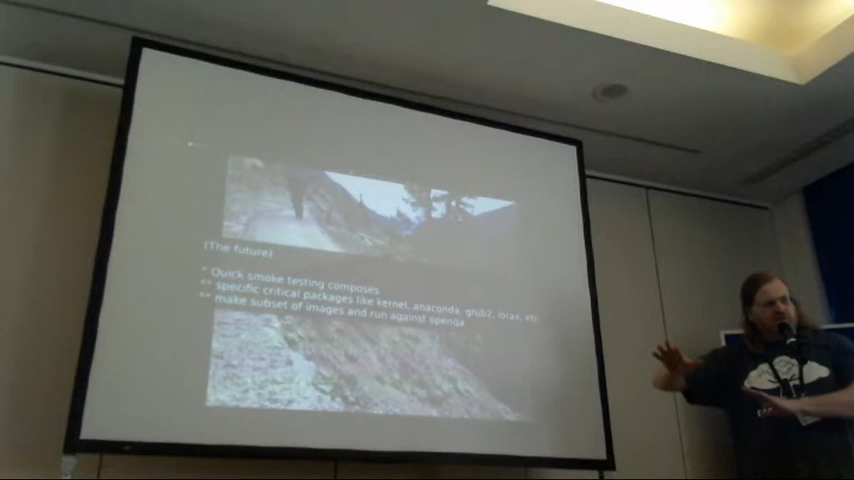 (The future)
* Quick smoke testing composes
** specific critical packages like kernel, anaconda, grub2, lorax, etc
** make subset of images and run against openqa